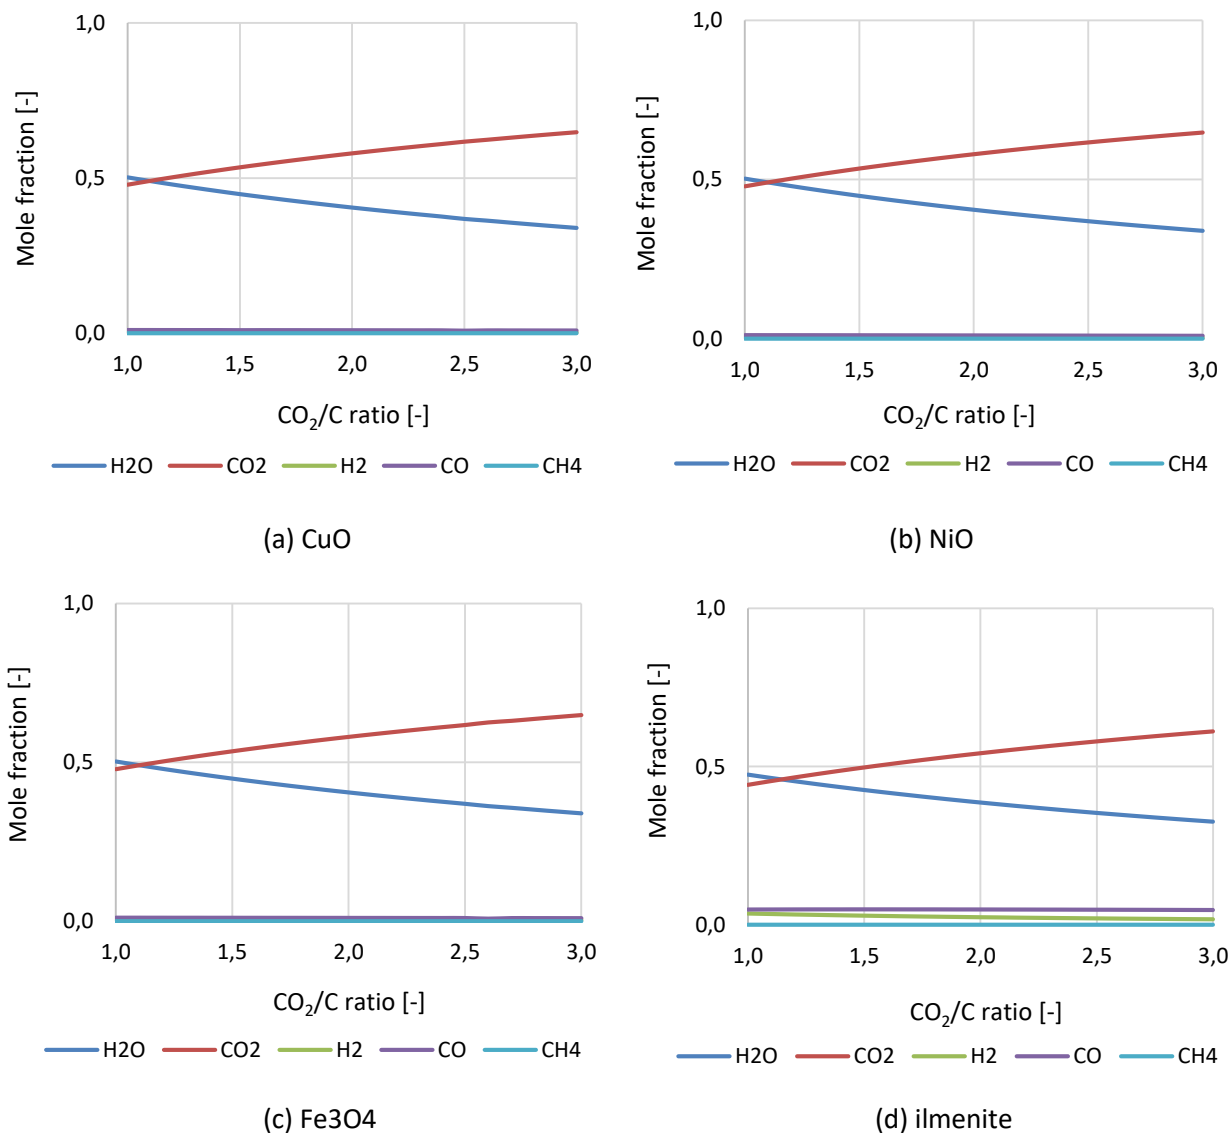 1,0
0,5
0,0
Mole fraction [-]
1,0 1,5 2,0 2,5 3,0
CO2/C ratio [-]
H2O CO2 H2 CO CH4
(a) CuO
1,0
0,5
0,0
Mole fraction [-]
1,0 1,5 2,0 2,5 3,0
CO2/C ratio [-]
H2O CO2 H2 CO CH4
(b) NiO
1,0
0,5
0,0
Mole fraction [-]
1,0 1,5 2,0 2,5 3,0
CO2/C ratio [-]
H2O CO2 H2 CO CH4
(c) Fe3O4
1,0
0,5
0,0
Mole fraction [-]
1,0 1,5 2,0 2,5 3,0
CO2/C ratio [-]
H2O CO2 H2 CO CH4
(d) ilmenite